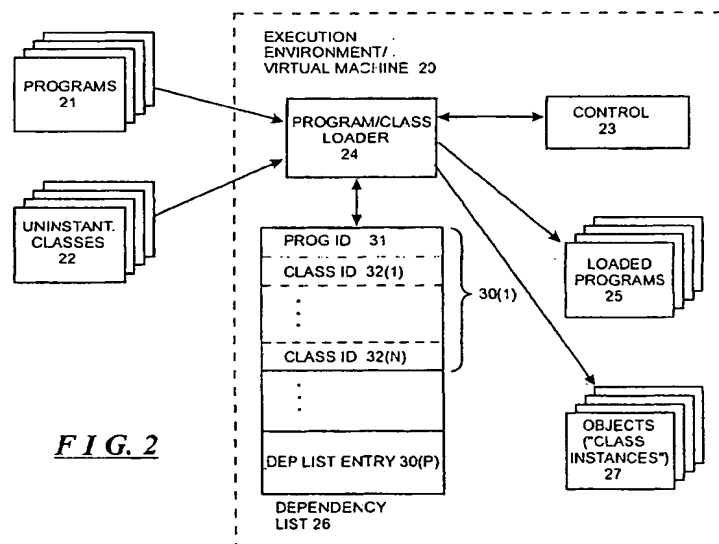 EXECUTION
ENVIRONMENT/
VIRTUAL MACHINE 20
PROGRAMS
21
PROGRAM/CLASS
LOADER
24
CONTROL
23
UNINSTANT.
CLASSES
22
PROG ID 31
CLASS ID 32(1)
30(1)
CLASS ID 32(N)
LOADED
PROGRAMS
25
FIG. 2
DEP LIST ENTRY 30(P)
OBJECTS
("CLASS
INSTANCES")
27
DEPENDENCY
LIST 26